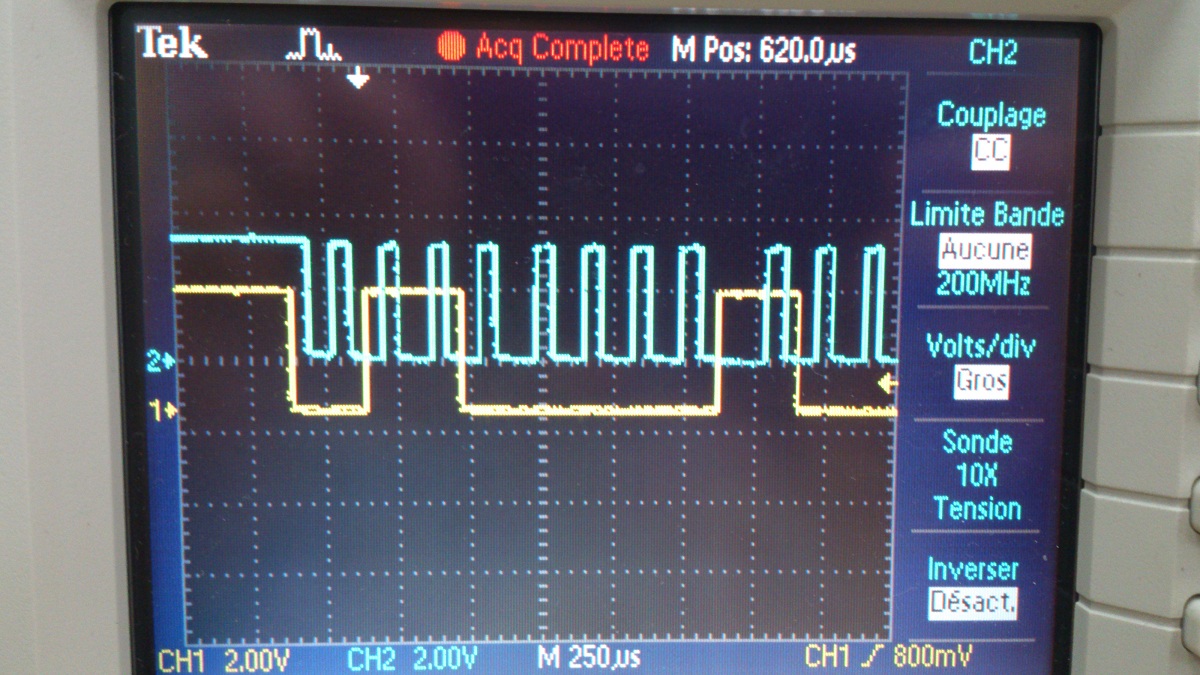 Tek Acq Complete M Pos: 620.0µs CH2
Couplage
CC
Limite Bande
Aucune
200MHz
Volts/div
Gros
2
1
Sonde
10X
Tension
Inverser
Désact.
CH1 2.00V CH2 2.00V M 250µs CH1 800mV